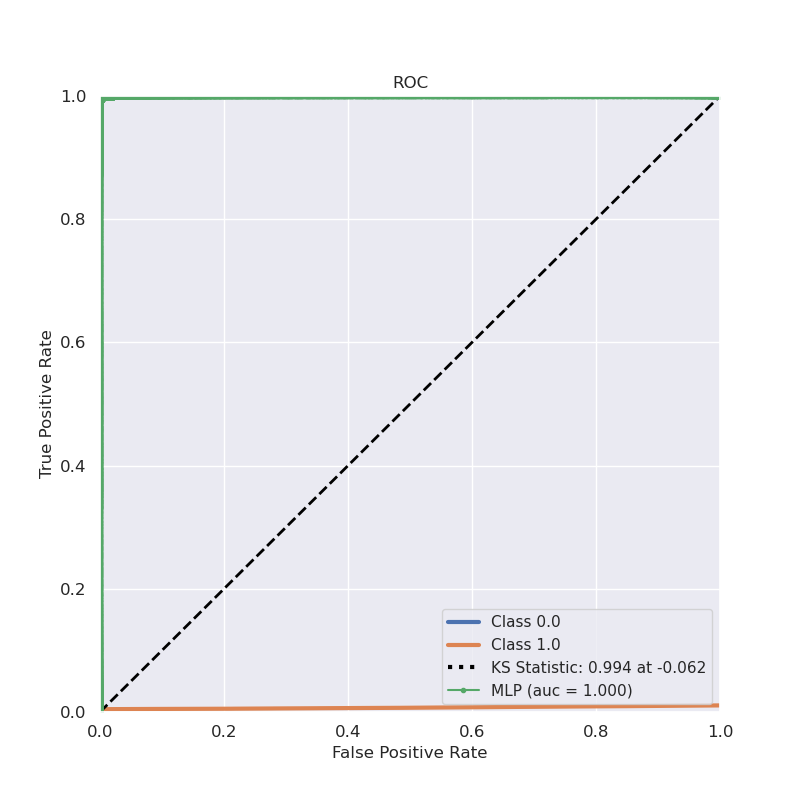 ROC
1.0
0.8
0.6
0.4
0.2
0.0
True Positive Rate
Class 0.0
Class 1.0
KS Statistic: 0.994 at -0.062
MLP (auc = 1.000)
0.0 0.2 0.4 0.6 0.8 1.0
False Positive Rate